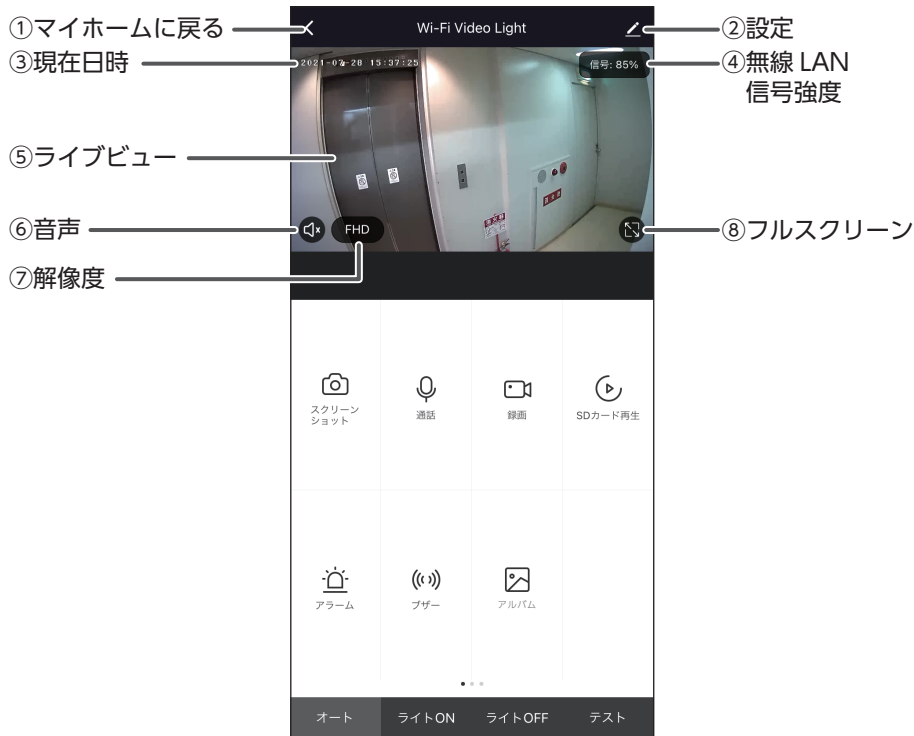 ①マイホームに戻る
Wi-Fi Video Light
②設定
③現在日時
2021-07-28 15:37:25
信号: 85%
④無線 LAN
信号強度
⑤ライブビュー
⑥音声
FHD
⑧フルスクリーン
⑦解像度
スクリーン
ショット
通話
録画
SDカード再生
アラーム
ブザー
アルバム
オート
ライトON
ライトOFF
テスト